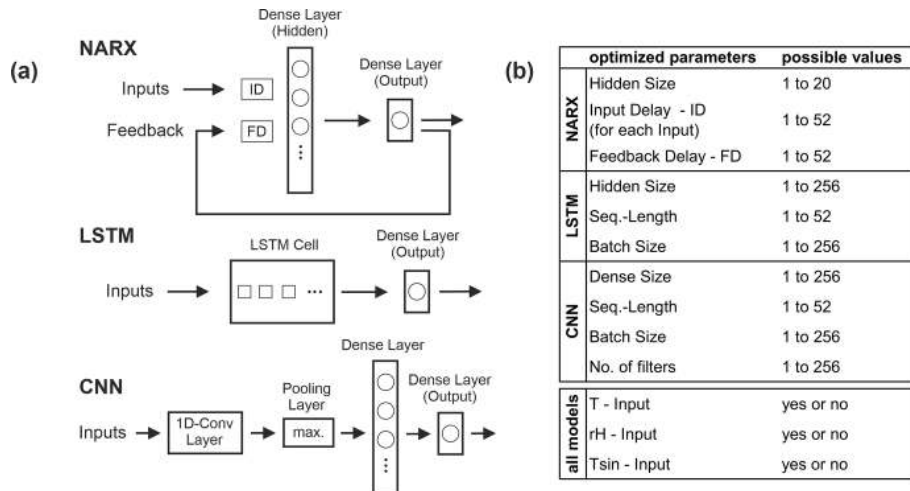 (a)
NARX
Dense Layer
(Hidden)
Dense Layer
(Output)
Inputs
ID
Feedback
FD
...
LSTM
LSTM Cell
Dense Layer
(Output)
Inputs
...
CNN
Dense Layer
Pooling
Layer
Dense Layer
(Output)
Inputs
1D-Conv
Layer
max.
...
(b)
optimized parameters possible values
NARX
Hidden Size 1 to 20
Input Delay - ID
(for each Input) 1 to 52
Feedback Delay - FD 1 to 52
LSTM
Hidden Size 1 to 256
Seq.-Length 1 to 52
Batch Size 1 to 256
CNN
Dense Size 1 to 256
Seq.-Length 1 to 52
Batch Size 1 to 256
No. of filters 1 to 256
all models
T - Input yes or no
rH - Input yes or no
Tsin - Input yes or no